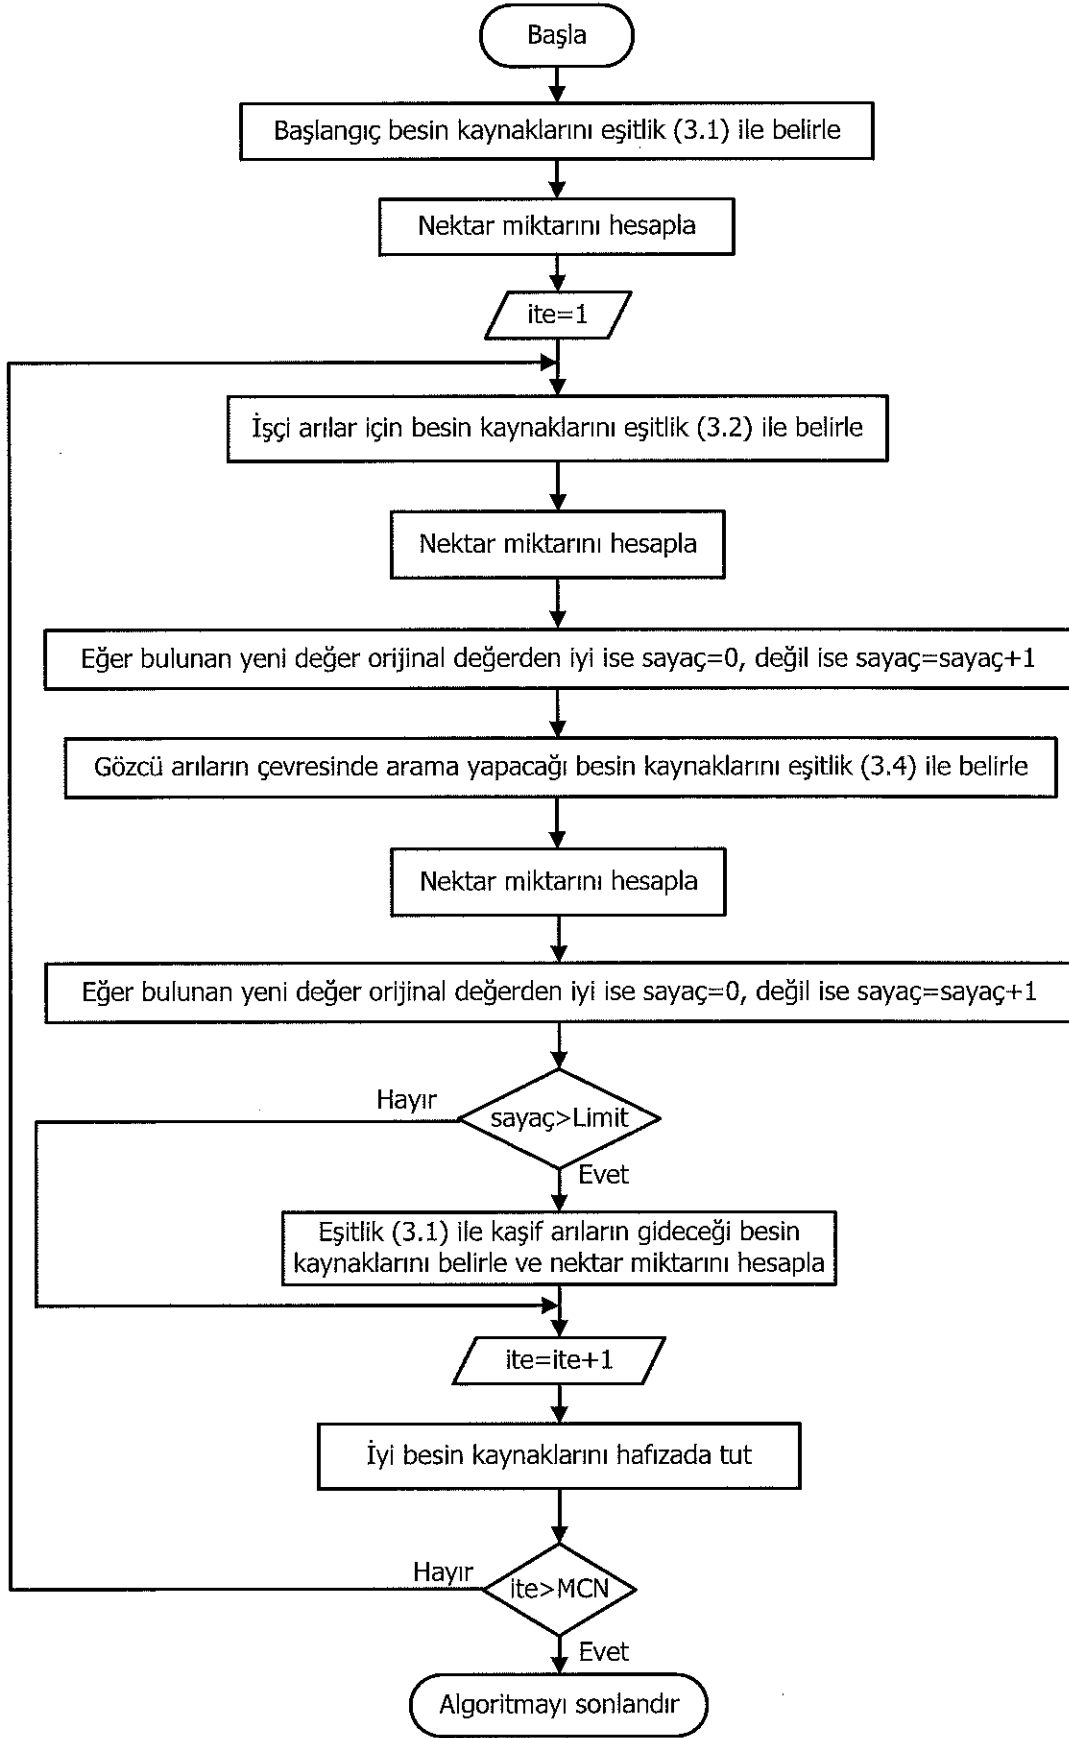 Başla
Başlangıç besin kaynaklarını eşitlik (3.1) ile belirle
Nektar miktarını hesapla
ite=1
İşçi arılar için besin kaynaklarını eşitlik (3.2) ile belirle
Nektar miktarını hesapla
Eğer bulunan yeni değer orijinal değerden iyi ise sayaç=0, değil ise sayaç=sayaç+1
Gözcü arıların çevresinde arama yapacağı besin kaynaklarını eşitlik (3.4) ile belirle
Nektar miktarını hesapla
Eğer bulunan yeni değer orijinal değerden iyi ise sayaç=0, değil ise sayaç=sayaç+1
Hayır
sayaç>Limit
Evet
Eşitlik (3.1) ile kaşif arıların gideceği besin
kaynaklarını belirle ve nektar miktarını hesapla
ite=ite+1
İyi besin kaynaklarını hafızada tut
Hayır
ite>MCN
Evet
Algoritmayı sonlandır